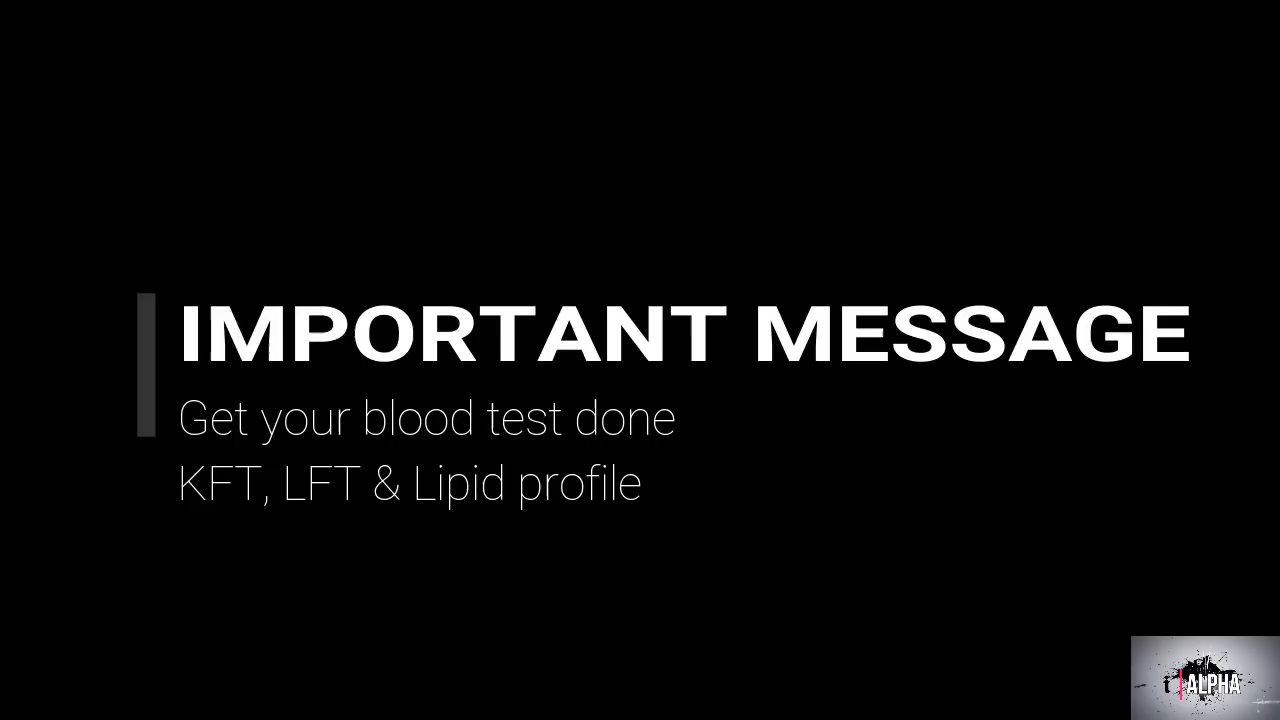 IMPORTANT MESSAGE
Get your blood test done
KFT, LFT & Lipid profile
ALPHA